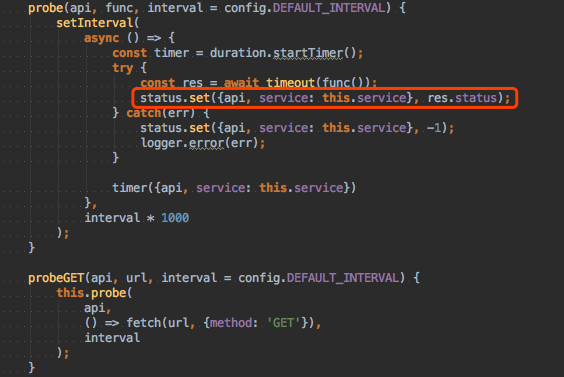 probe(api, func, interval = config.DEFAULT_INTERVAL) {
setInterval(
async () => {
const timer = duration.startTimer();
try {
const res = await timeout(func());
status.set({api, service: this.service}, res.status);
} catch(err) {
status.set({api, service: this.service}, -1);
logger.error(err);
}
timer({api, service: this.service})
},
interval * 1000
);
}
probeGET(api, url, interval = config.DEFAULT_INTERVAL) {
this.probe(
api,
() => fetch(url, {method: 'GET'}),
interval
);
}